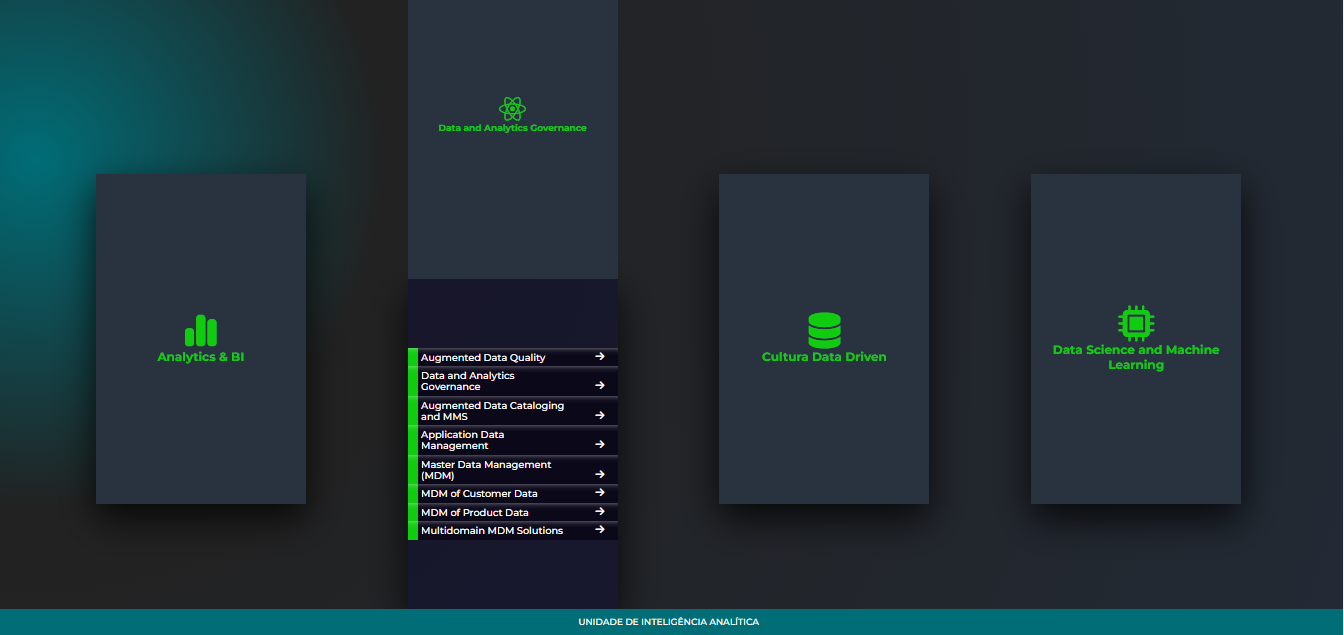 Analytics & BI
Data and Analytics Governance
Augmented Data Quality
Data and Analytics
Governance
Augmented Data Cataloging
and MMS
Application Data
Management
Master Data Management
(MDM)
MDM of Customer Data
MDM of Product Data
Multidomain MDM Solutions
Cultura Data Driven
Data Science and Machine
Learning
UNIDADE DE INTELIGÊNCIA ANALÍTICA